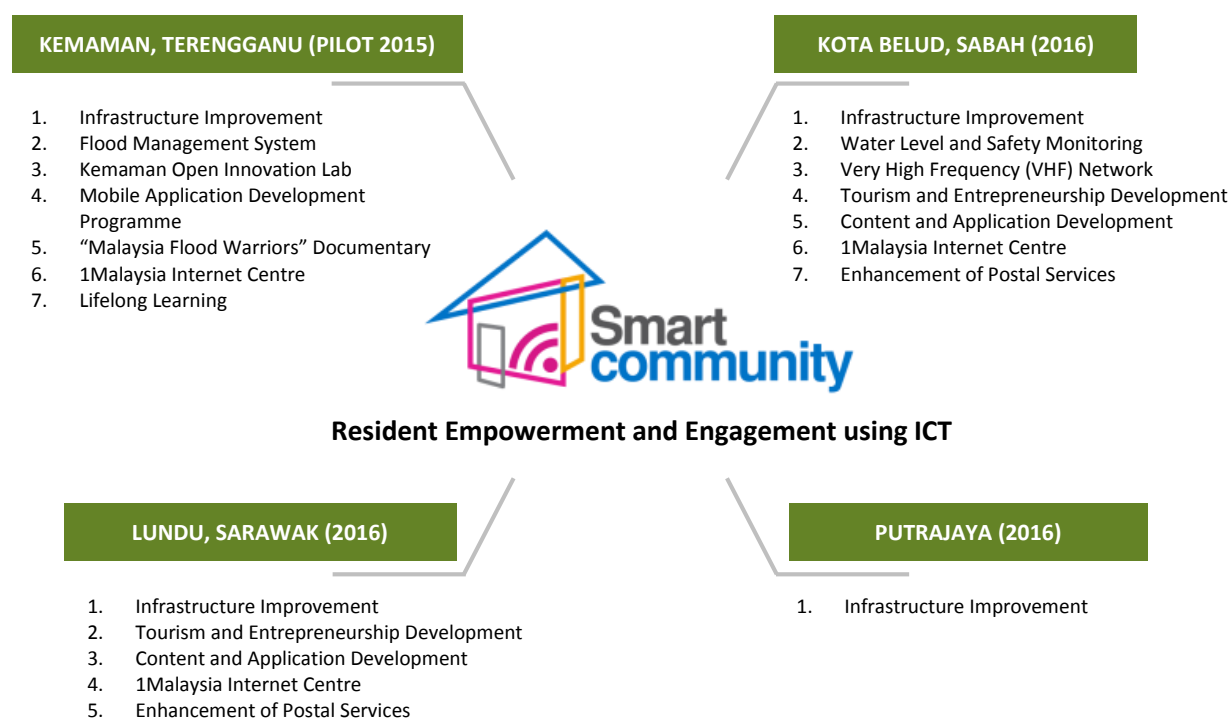 KEMAMAN, TERENGGANU (PILOT 2015)
1. Infrastructure Improvement
2. Flood Management System
3. Kemaman Open Innovation Lab
4. Mobile Application Development
Programme
5. “Malaysia Flood Warriors” Documentary
6. 1Malaysia Internet Centre
7. Lifelong Learning
KOTA BELUD, SABAH (2016)
1. Infrastructure Improvement
2. Water Level and Safety Monitoring
3. Very High Frequency (VHF) Network
4. Tourism and Entrepreneurship Development
5. Content and Application Development
6. 1Malaysia Internet Centre
7. Enhancement of Postal Services
Smart
community
Resident Empowerment and Engagement using ICT
LUNDU, SARAWAK (2016)
1. Infrastructure Improvement
2. Tourism and Entrepreneurship Development
3. Content and Application Development
4. 1Malaysia Internet Centre
5. Enhancement of Postal Services
PUTRAJAYA (2016)
1. Infrastructure Improvement